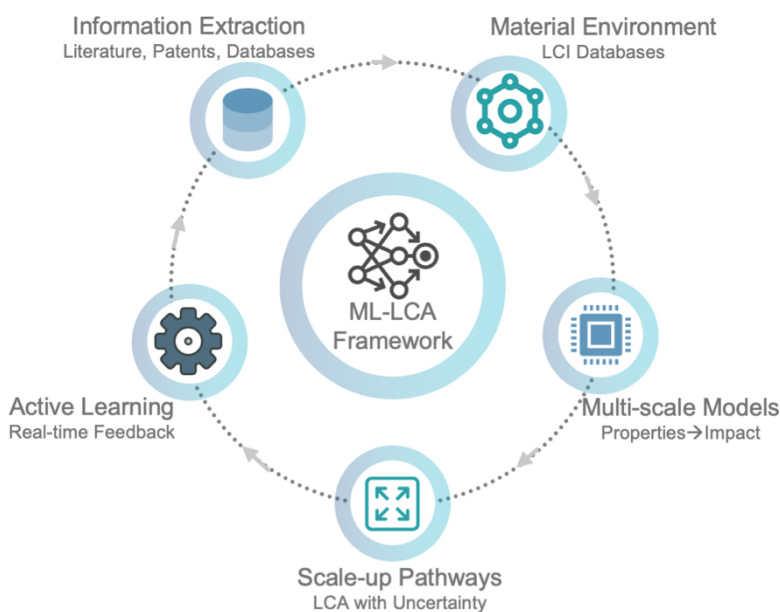 Information Extraction
Literature, Patents, Databases
Material Environment
LCI Databases
ML-LCA
Framework
Active Learning
Real-time Feedback
Multi-scale Models
Properties→Impact
Scale-up Pathways
LCA with Uncertainty